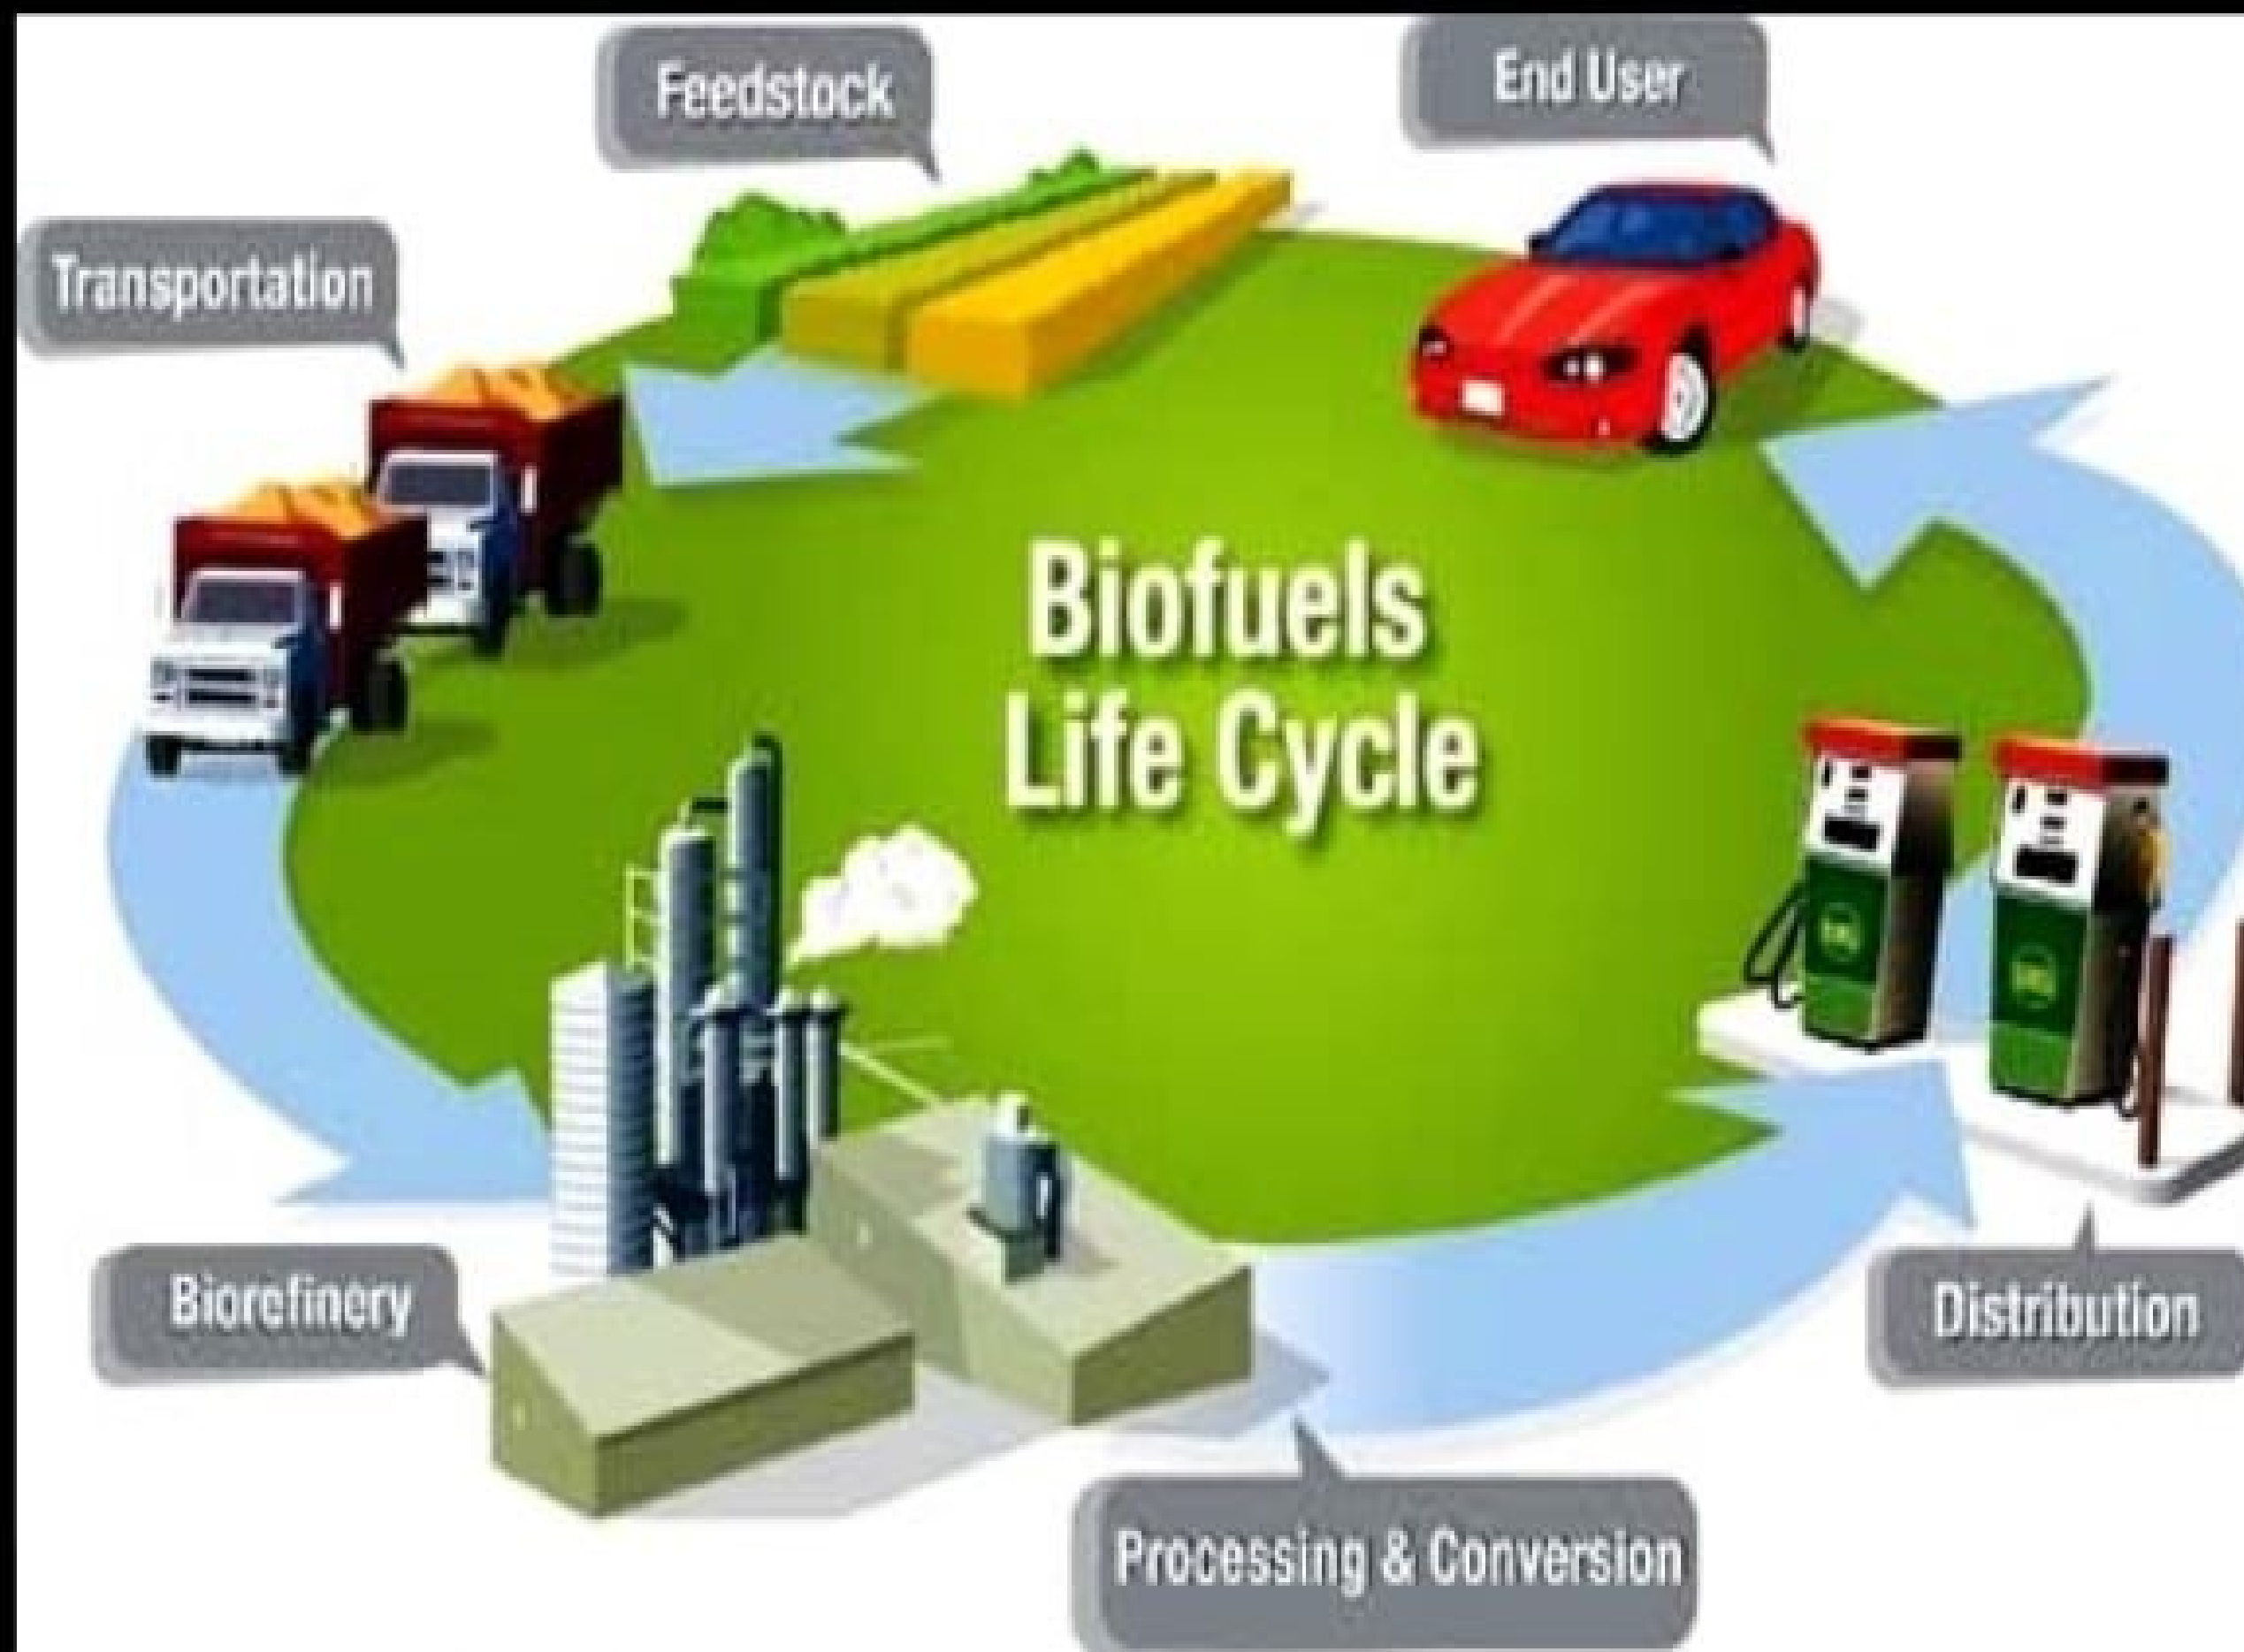 Feedstock
End User
Transportation
Biofuels
Life Cycle
Biorefinery
Distribution
Processing & Conversion